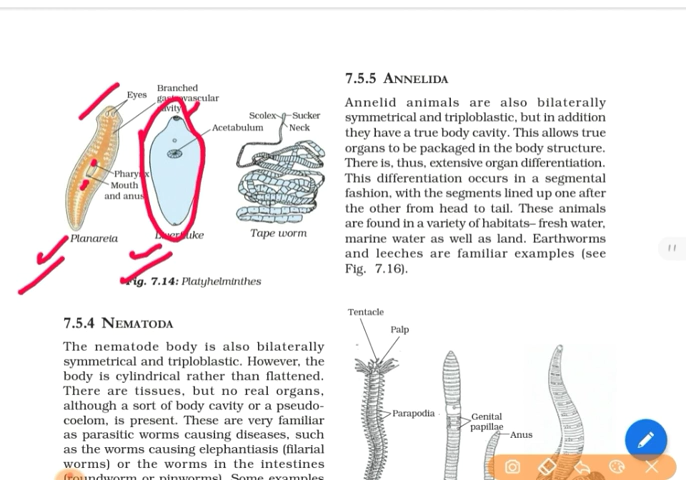 Eyes
Branched
gastrovascular
cavity
Acetabulum
Scolex
Sucker
Neck
Pharynx
Mouth
and anus
Planareia
Tape worm
Fig. 7.14: Platyhelminthes
7.5.4 NEMATODA
The nematode body is also bilaterally
symmetrical and triploblastic. However, the
body is cylindrical rather than flattened.
There are tissues, but no real organs,
although a sort of body cavity or a pseudo-
coelom, is present. These are very familiar
as parasitic worms causing diseases, such
as the worms causing elephantiasis (filarial
worms) or the worms in the intestines
(roundworm or pinworms). Some examples
7.5.5 ANNELIDA
Annelid animals are also bilaterally
symmetrical and triploblastic, but in addition
they have a true body cavity. This allows true
organs to be packaged in the body structure.
There is, thus, extensive organ differentiation.
This differentiation occurs in a segmental
fashion, with the segments lined up one after
the other from head to tail. These animals
are found in a variety of habitats– fresh water,
marine water as well as land. Earthworms
and leeches are familiar examples (see
Fig. 7.16).
Tentacle
Palp
Parapodia
Genital
papillae
Anus